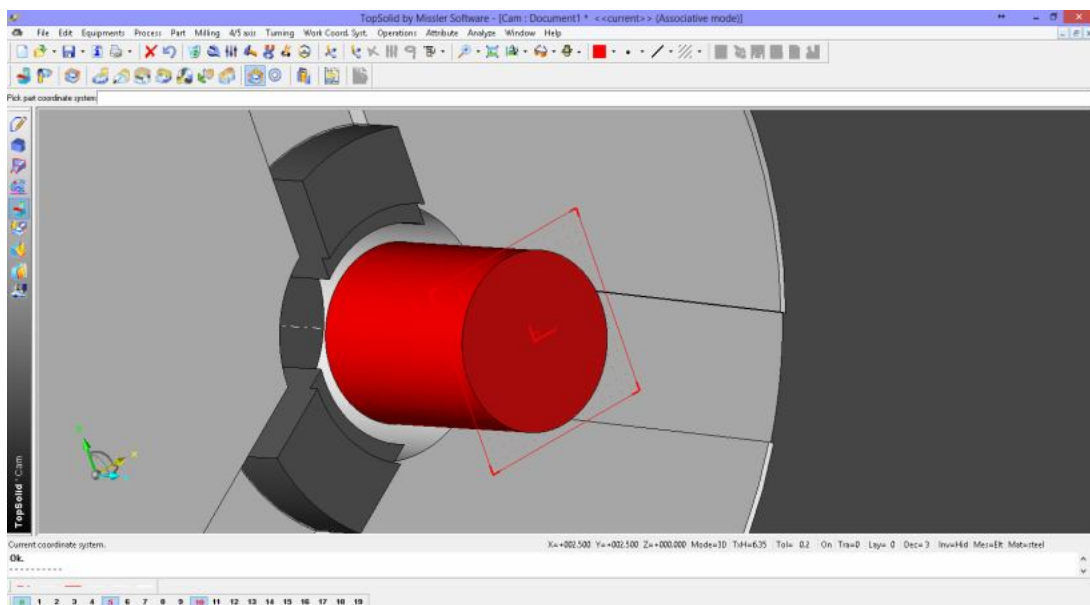 TopSolid by Missler Software - [Cam : Document1 * <<current>> (Associative mode)]
File Edit Equipments Process Part Milling 4/5 axis Turning Work Coord. Syst. Operations Attribute Analyze Window Help
Pick part coordinate system
TopSolid'Cam
Current coordinate system.
X=+002.500 Y=+002.500 Z=+000.000 Mode=3D TxH=6.35 Tol= 0.2 On Tra=0 Lay= 0 Dec= 3 Inv=Hid Mes=Elt Mat=steel
Ok.
----------
0 1 2 3 4 5 6 7 8 9 10 11 12 13 14 15 16 17 18 19